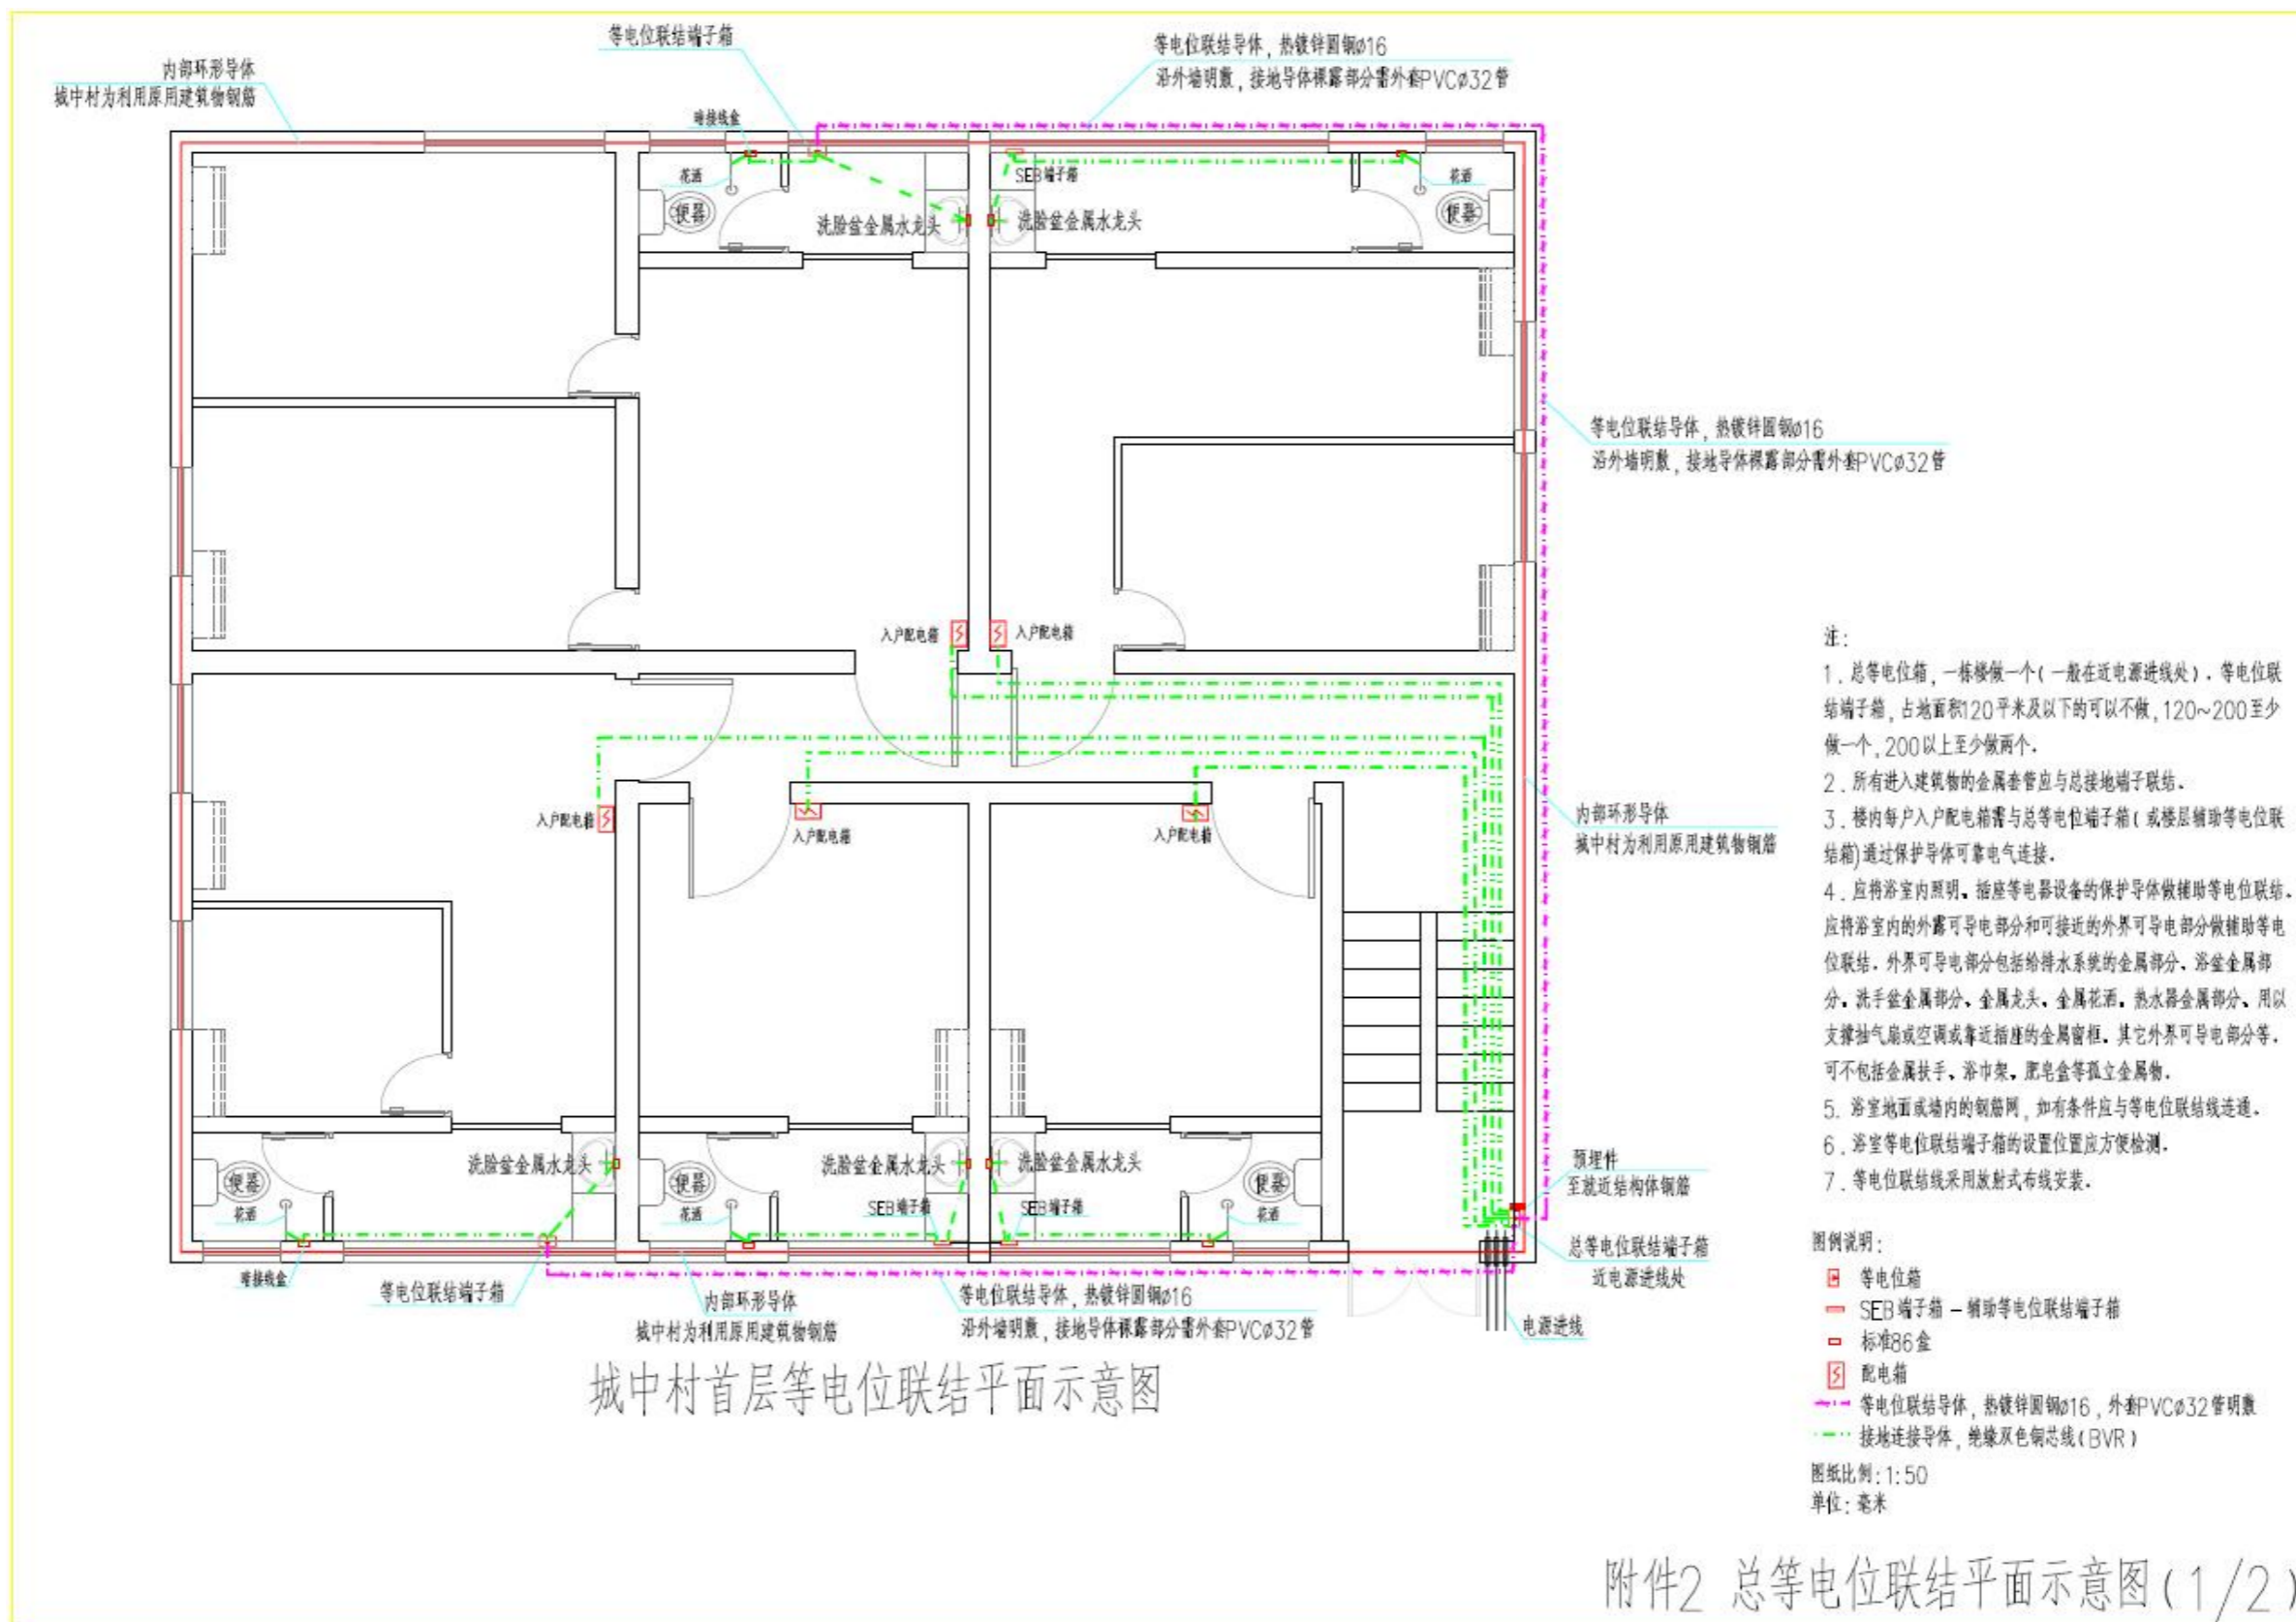 等电位联结端子箱
等电位联结导体，热镀锌圆钢ø16
沿外墙明敷，接地导体裸露部分需外套PVCø32管
内部环形导体
城中村为利用原用建筑物钢筋
暗接线盒
花洒
SEB端子箱
花洒
便器
洗脸盆金属水龙头
洗脸盆金属水龙头
便器
等电位联结导体，热镀锌圆钢ø16
沿外墙明敷，接地导体裸露部分需外套PVCø32管
入户配电箱
入户配电箱
入户配电箱
入户配电箱
入户配电箱
内部环形导体
城中村为利用原用建筑物钢筋
洗脸盆金属水龙头
洗脸盆金属水龙头
洗脸盆金属水龙头
便器
便器
便器
花洒
花洒
SEB端子箱
SEB端子箱
花洒
预埋件
至就近结构体钢筋
总等电位联结端子箱
近电源进线处
暗接线盒
等电位联结端子箱
内部环形导体
城中村为利用原用建筑物钢筋
等电位联结导体，热镀锌圆钢ø16
沿外墙明敷，接地导体裸露部分需外套PVCø32管
电源进线
城中村首层等电位联结平面示意图
注：
1．总等电位箱，一栋楼做一个（一般在近电源进线处）．等电位联
结端子箱，占地面积120平米及以下的可以不做，120~200至少
做一个，200以上至少做两个．
2．所有进入建筑物的金属套管应与总接地端子联结．
3．楼内每户入户配电箱需与总等电位端子箱（或楼层辅助等电位联
结箱)通过保护导体可靠电气连接．
4．应将浴室内照明、插座等电器设备的保护导体做辅助等电位联结．
应将浴室内的外露可导电部分和可接近的外界可导电部分做辅助等电
位联结．外界可导电部分包括给排水系统的金属部分、浴盆金属部
分、洗手盆金属部分、金属龙头、金属花洒、热水器金属部分、用以
支撑抽气扇或空调或靠近插座的金属窗框．其它外界可导电部分等．
可不包括金属扶手、浴巾架、肥皂盒等孤立金属物．
5．浴室地面或墙内的钢筋网，如有条件应与等电位联结线连通．
6．浴室等电位联结端子箱的设置位置应方便检测．
7．等电位联结线采用放射式布线安装．
图例说明：
等电位箱
SEB端子箱－辅助等电位联结端子箱
标准86盒
配电箱
等电位联结导体，热镀锌圆钢ø16，外套PVCø32管明敷
接地连接导体，绝缘双色铜芯线（BVR）
图纸比例：1：50
单位：毫米
附件2 总等电位联结平面示意图（1/2）